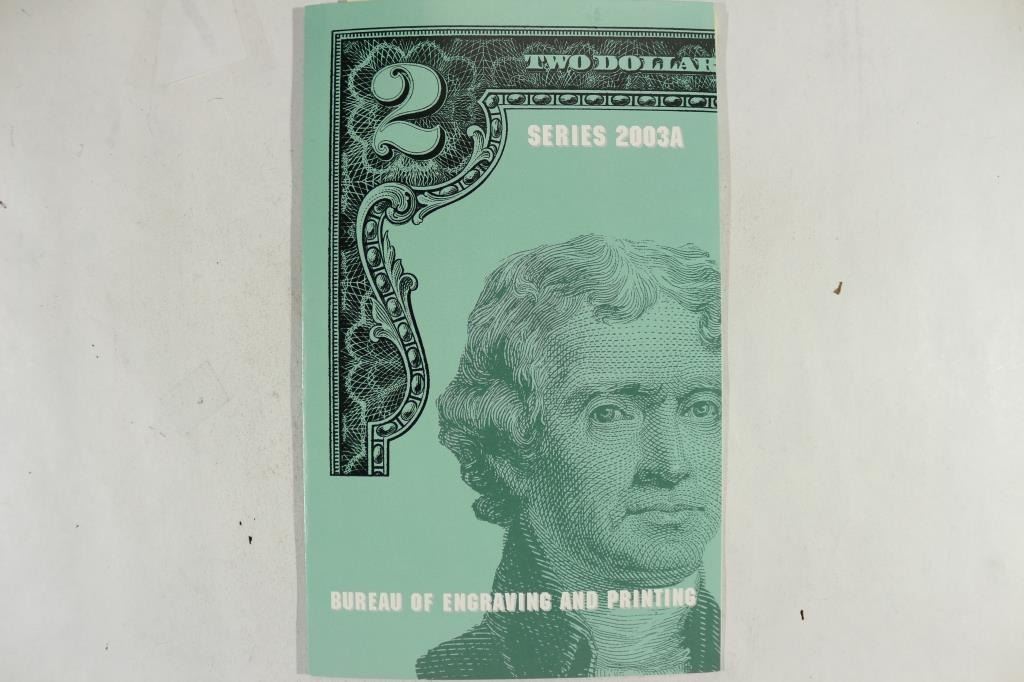 2
TWO DOLLAR
SERIES 2003A
BUREAU OF ENGRAVING AND PRINTING